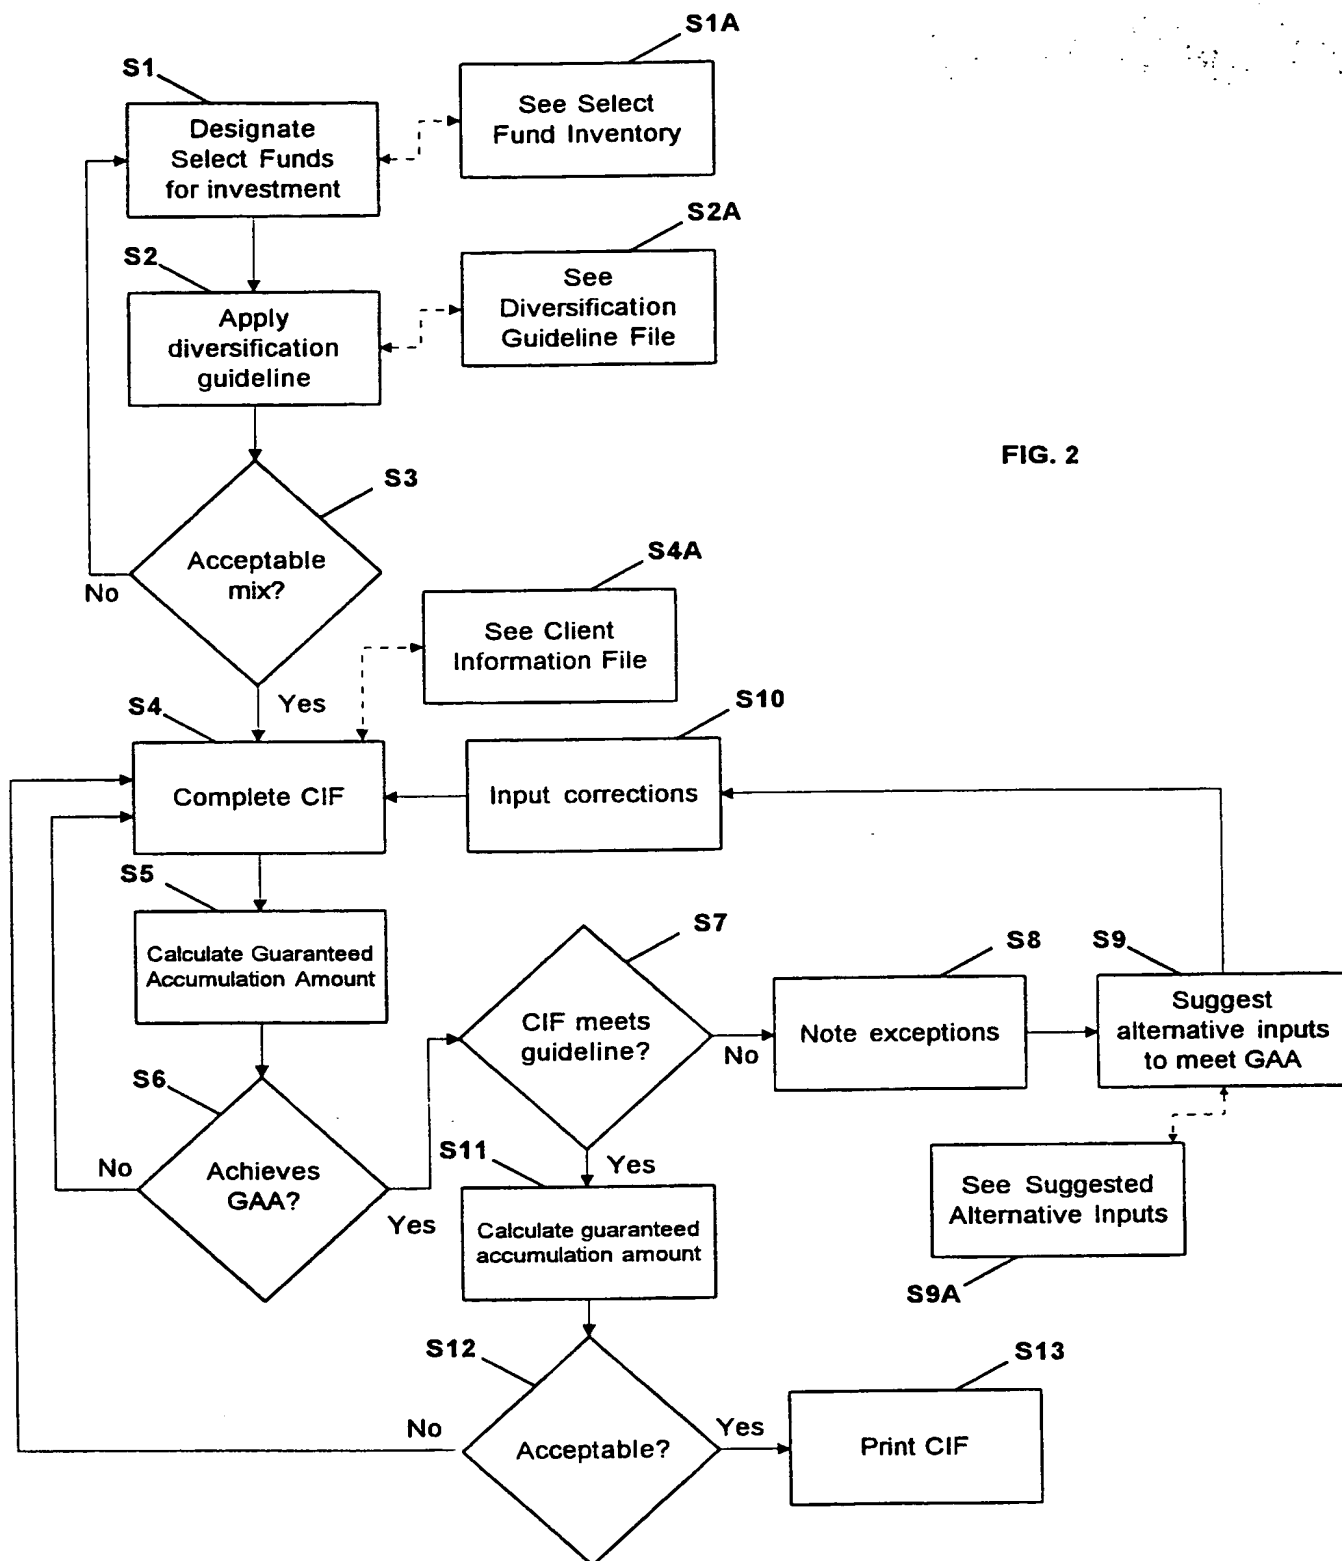 S1A
S1
See Select
Fund Inventory
Designate
Select Funds
for investment
S2A
S2
See
Diversification
Guideline File
Apply
diversification
guideline
FIG. 2
S3
Acceptable
mix?
No
S4A
See Client
Information File
Yes
S4
S10
Complete CIF
Input corrections
S5
Calculate Guaranteed
Accumulation Amount
S7
CIF meets
guideline?
No
S8
Note exceptions
S9
Suggest
alternative inputs
to meet GAA
S6
Achieves
GAA?
No
Yes
S11
Yes
Calculate guaranteed
accumulation amount
See Suggested
Alternative Inputs
S9A
S12
No
Acceptable?
Yes
S13
Print CIF